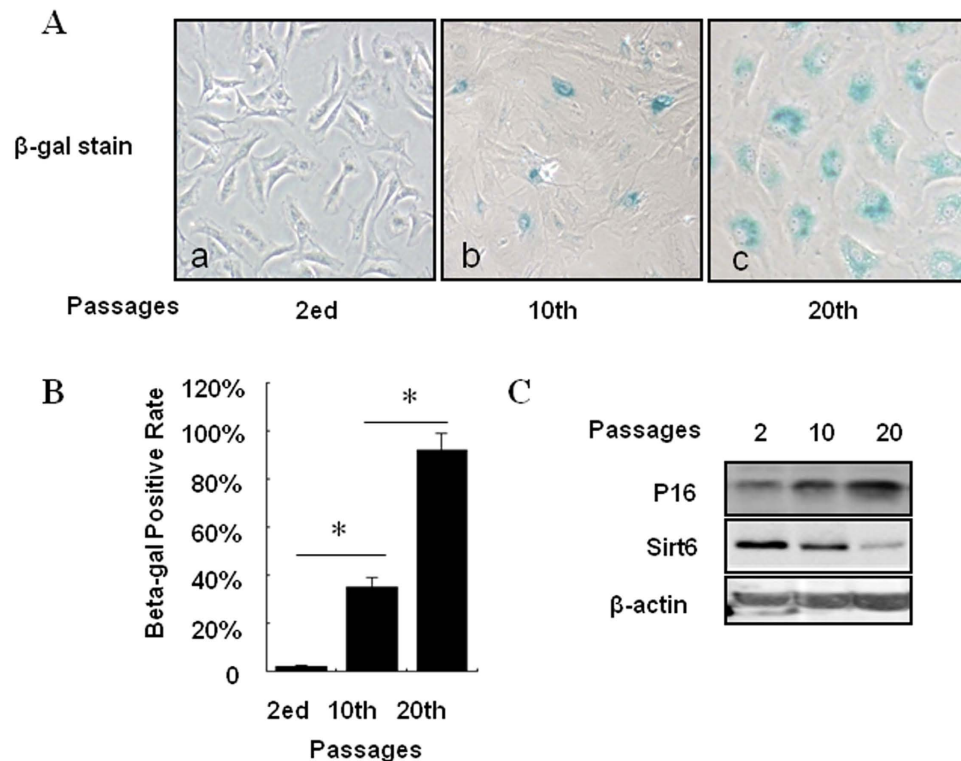 A
β-gal stain
a b c
Passages 2ed 10th 20th
B
Beta-gal Positive Rate
120%
100%
80%
60%
40%
20%
0
* *
2ed 10th 20th
Passages
C
Passages 2 10 20
P16
Sirt6
β-actin